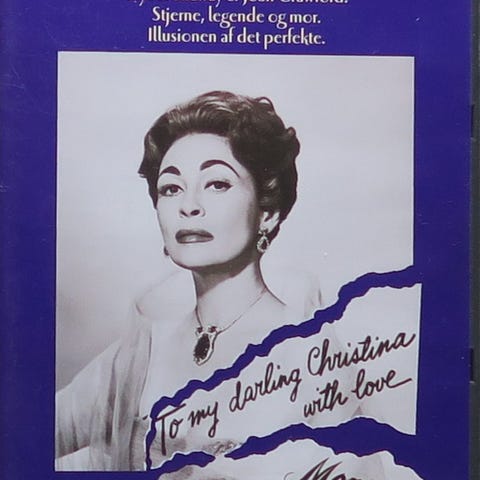 Stjerne, legende og mor.
Illusionen af det perfekte.
To my darling Christina
with love